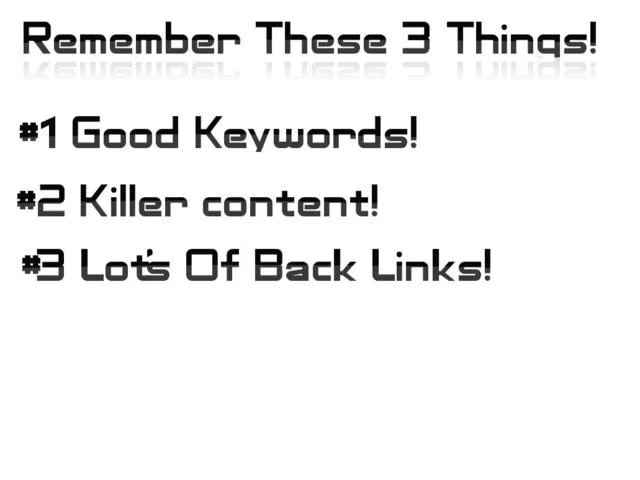 Remember These 3 Things!
#1 Good Keywords!
#2 Killer content!
#3 Lot's Of Back Links!